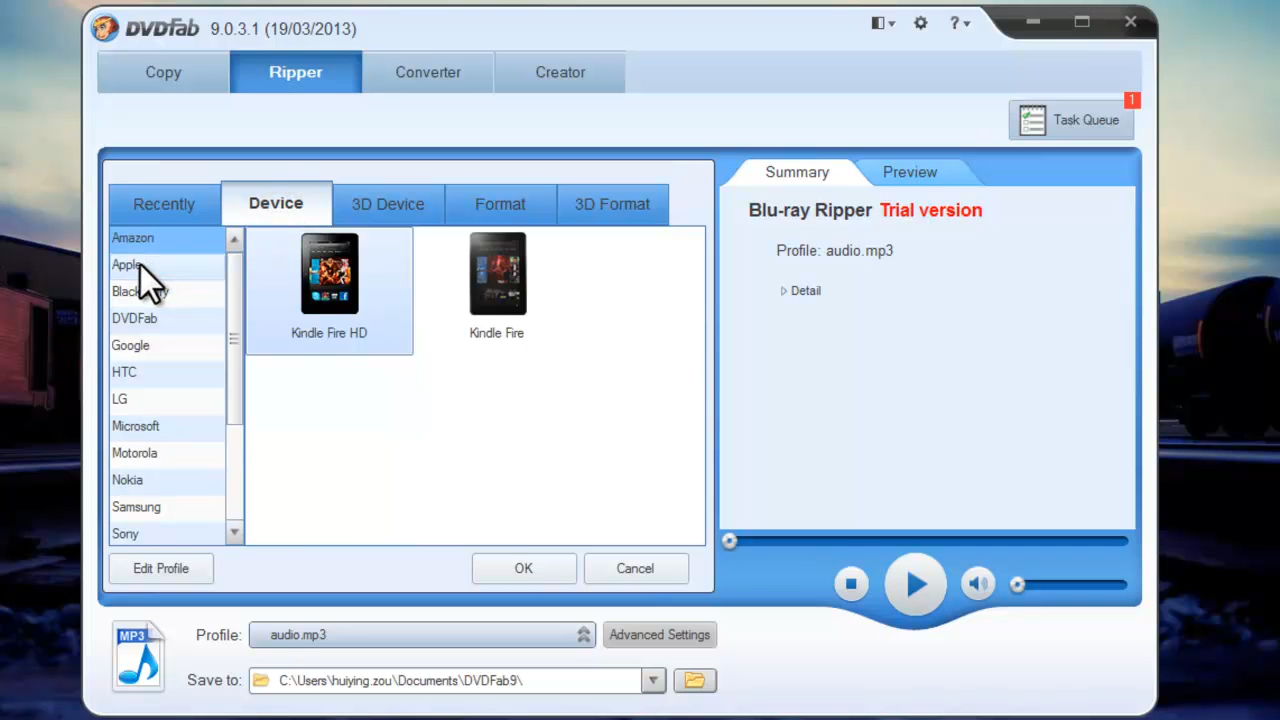 DVDFab 9.0.3.1 (19/03/2013)
?
Copy
Ripper
Converter
Creator
1
Task Queue
Recently
Device
3D Device
Format
3D Format
Summary
Preview
Amazon
Apple
DVDFab
Google
HTC
LG
Microsoft
Motorola
Nokia
Samsung
Sony
Kindle Fire HD
Kindle Fire
Blu-ray Ripper Trial version
Profile: audio.mp3
Detail
Edit Profile
OK
Cancel
MP3
Profile: audio.mp3
Advanced Settings
Save to: C:\Users\huiying.zou\Documents\DVDFab9\